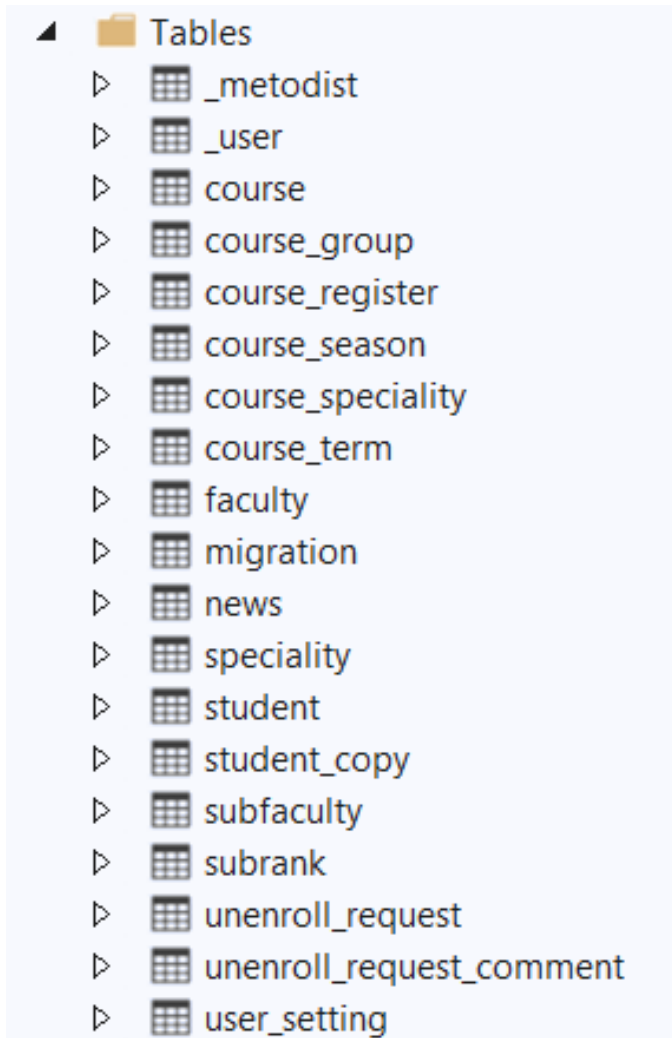 Tables
_metodist
_user
course
course_group
course_register
course_season
course_speciality
course_term
faculty
migration
news
speciality
student
student_copy
subfaculty
subrank
unenroll_request
unenroll_request_comment
user_setting